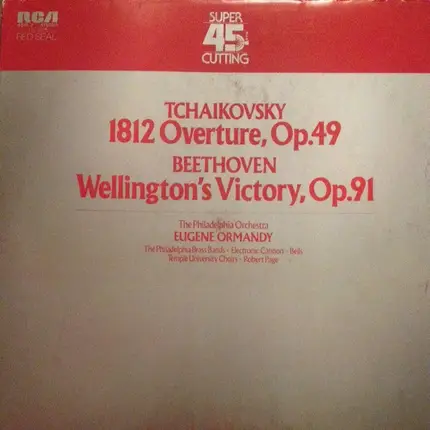 RCA
RED SEAL
SUPER
45
CUTTING
TCHAIKOVSKY
1812 Overture, Op.49
BEETHOVEN
Wellington's Victory, Op.91
The Philadelphia Orchestra
EUGENE ORMANDY
The Philadelphia Brass Bands - Electronic Cannon - Bells
Temple University Choirs - Robert Page